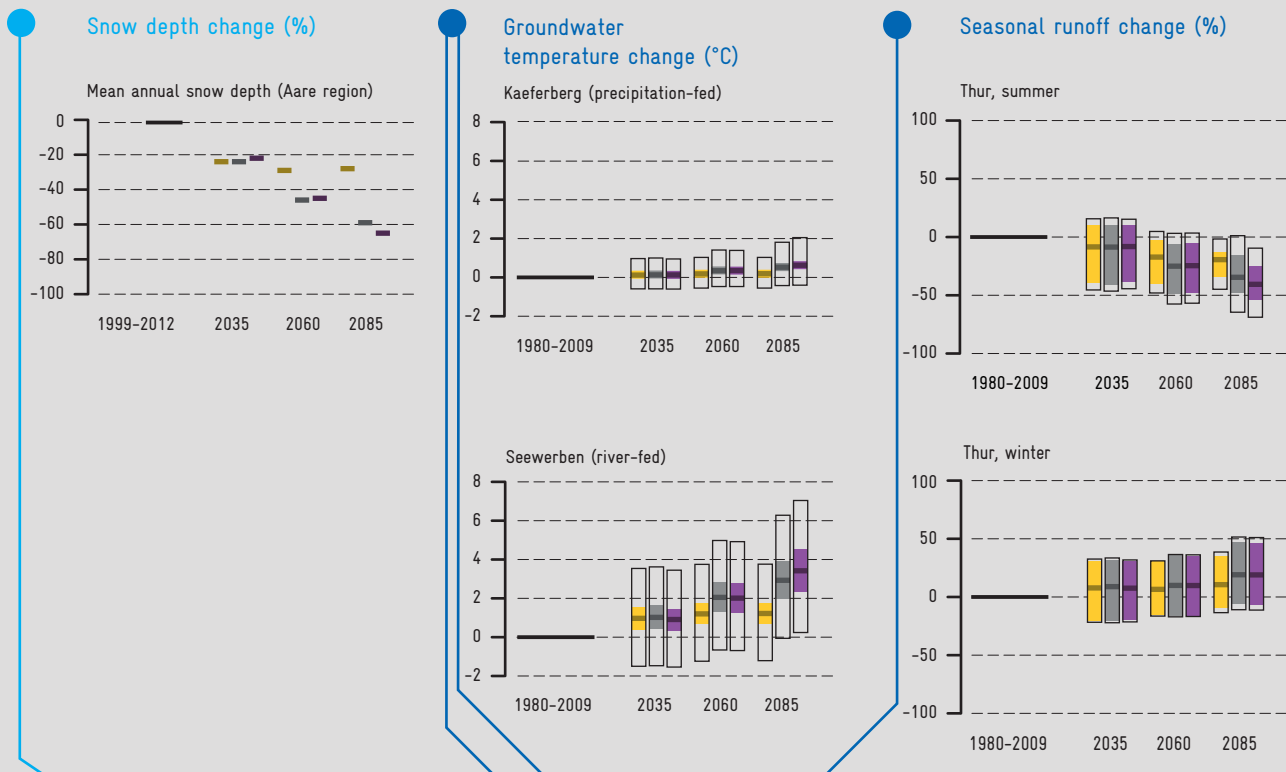 Snow depth change (%)
Mean annual snow depth (Aare region)
0
-20
-40
-60
-80
-100
1999-2012 2035 2060 2085
Groundwater
temperature change (°C)
Kaeferberg (precipitation-fed)
8
6
4
2
0
-2
1980-2009 2035 2060 2085
Seewerben (river-fed)
8
6
4
2
0
-2
1980-2009 2035 2060 2085
Seasonal runoff change (%)
Thur, summer
100
50
0
-50
-100
1980-2009 2035 2060 2085
Thur, winter
100
50
0
-50
-100
1980-2009 2035 2060 2085